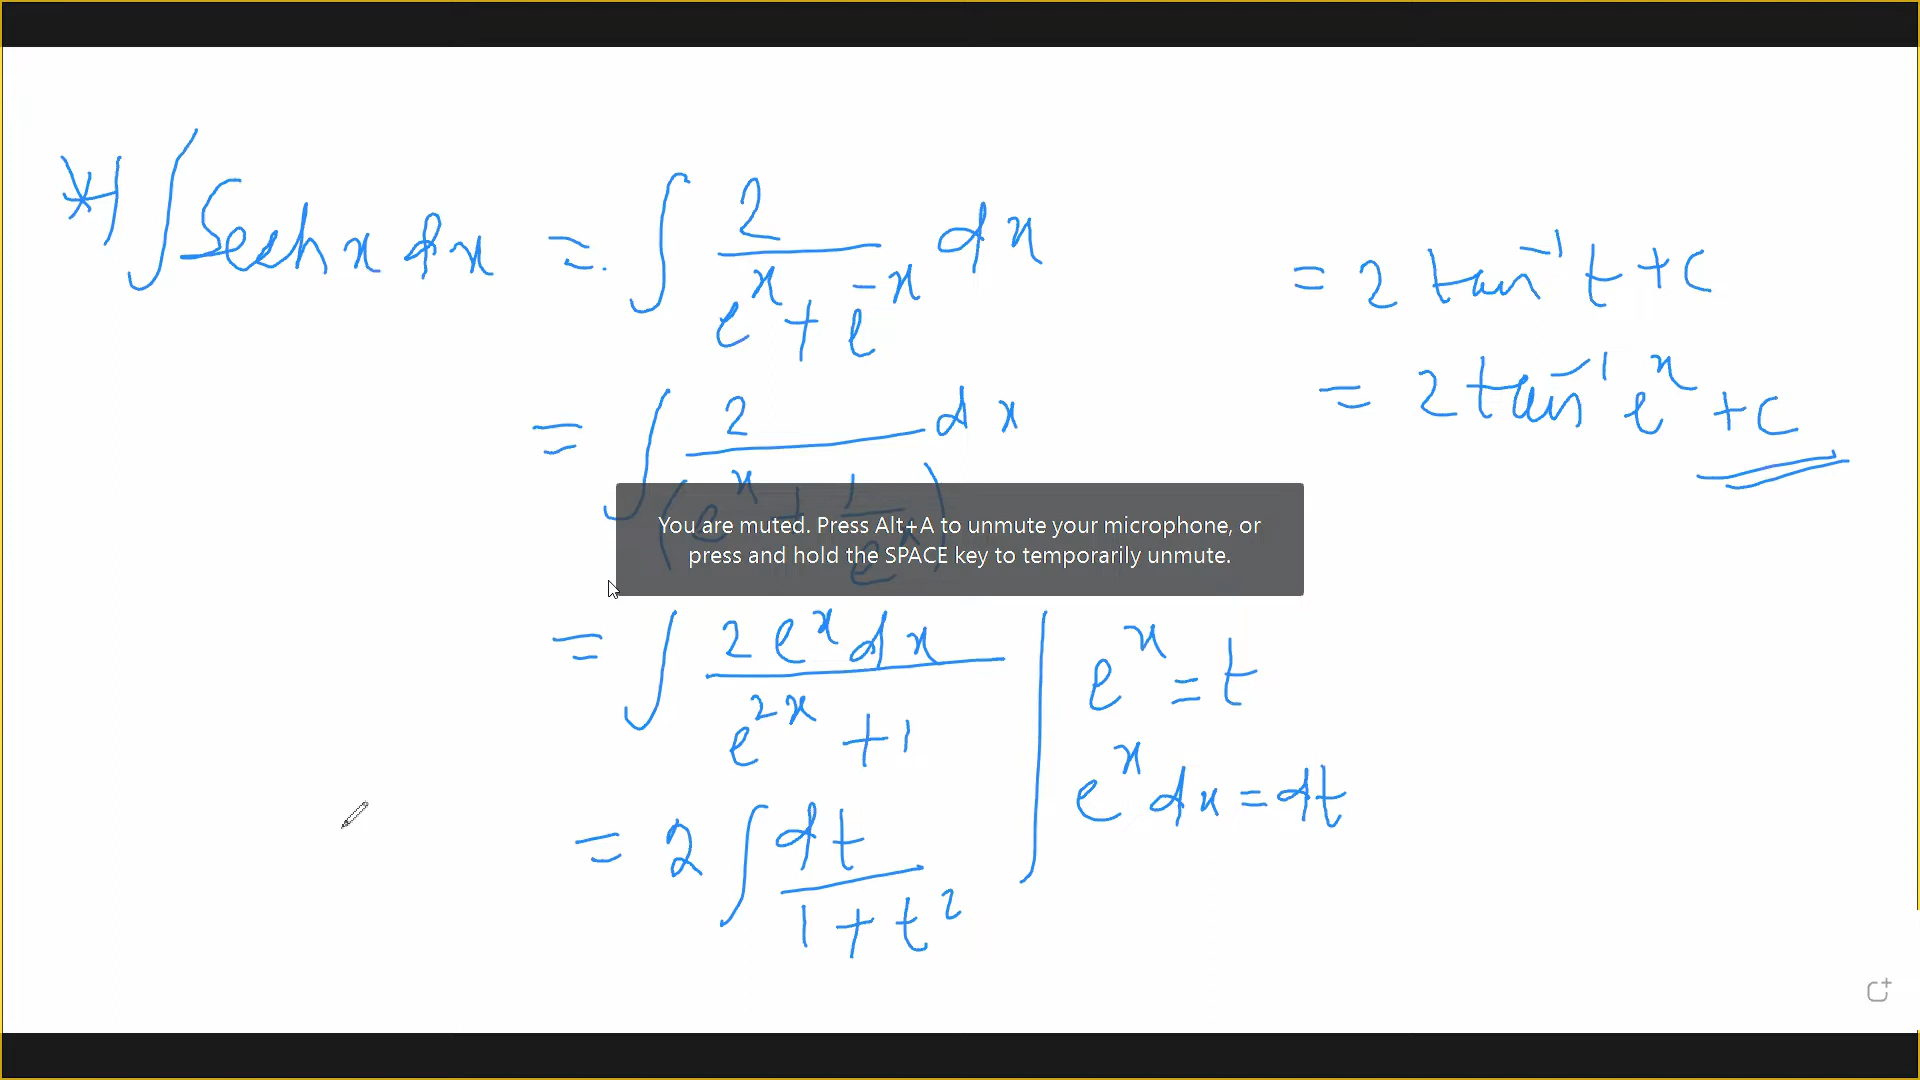 *) ∫ Sech x dx = ∫ 2/(e^x + e^-x) dx
= ∫ 2/(e^x + 1/e^x) dx
= ∫ 2 e^x dx/(e^2x + 1)
e^x = t
e^x dx = dt
= 2 ∫ dt/(1 + t^2)
= 2 tan^-1 t + c
= 2 tan^-1 e^x + c
You are muted. Press Alt+A to unmute your microphone, or
press and hold the SPACE key to temporarily unmute.